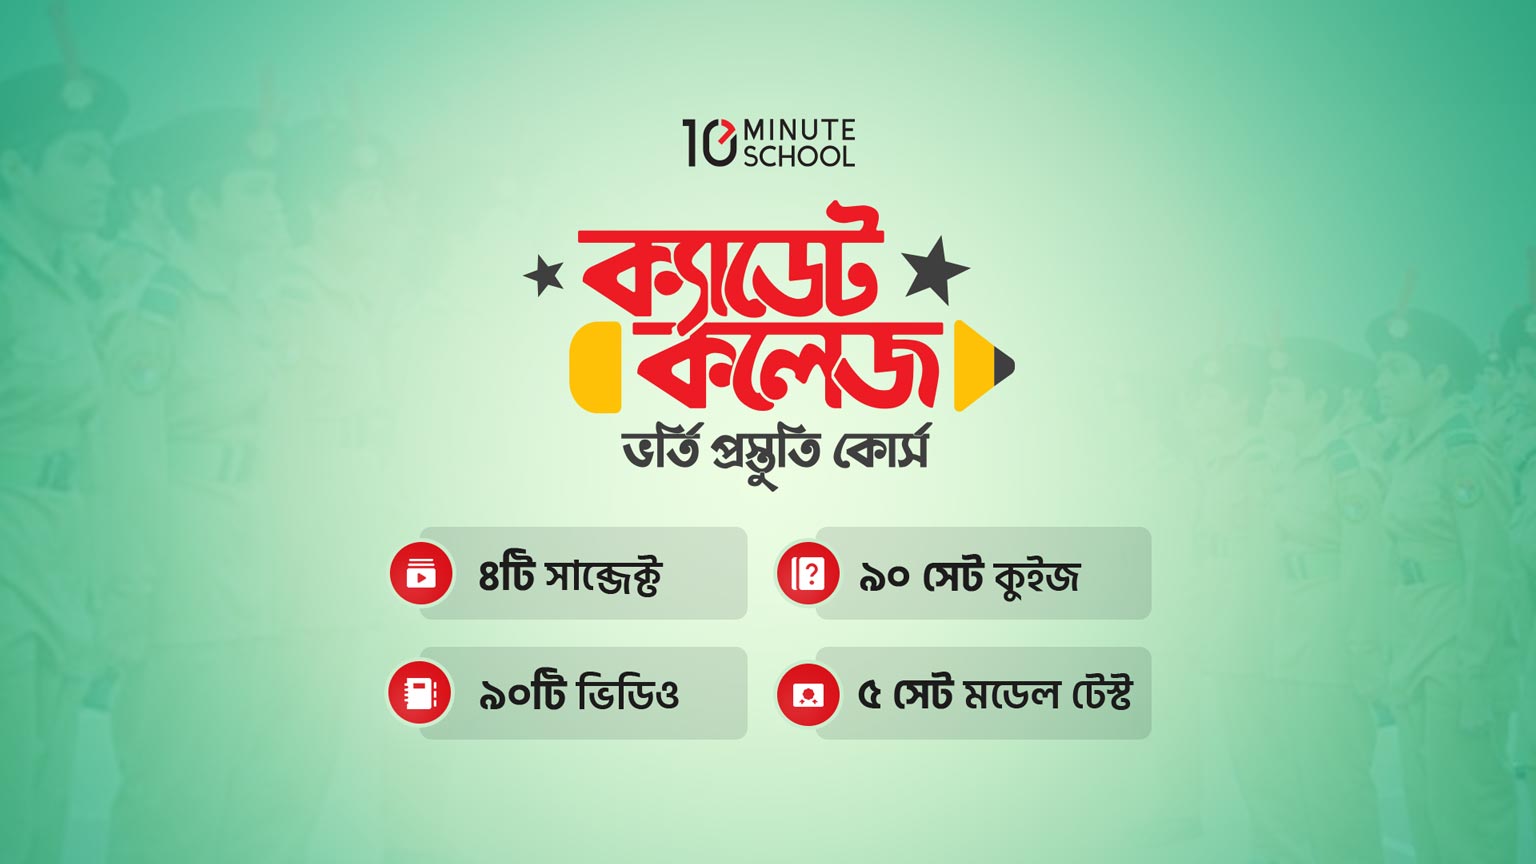 10 MINUTE SCHOOL
ক্যাডেট
কলেজ
ভর্তি প্রস্তুতি কোর্স
৪টি সাব্জেক্ট
৯০ সেট কুইজ
৯০টি ভিডিও
৫ সেট মডেল টেস্ট